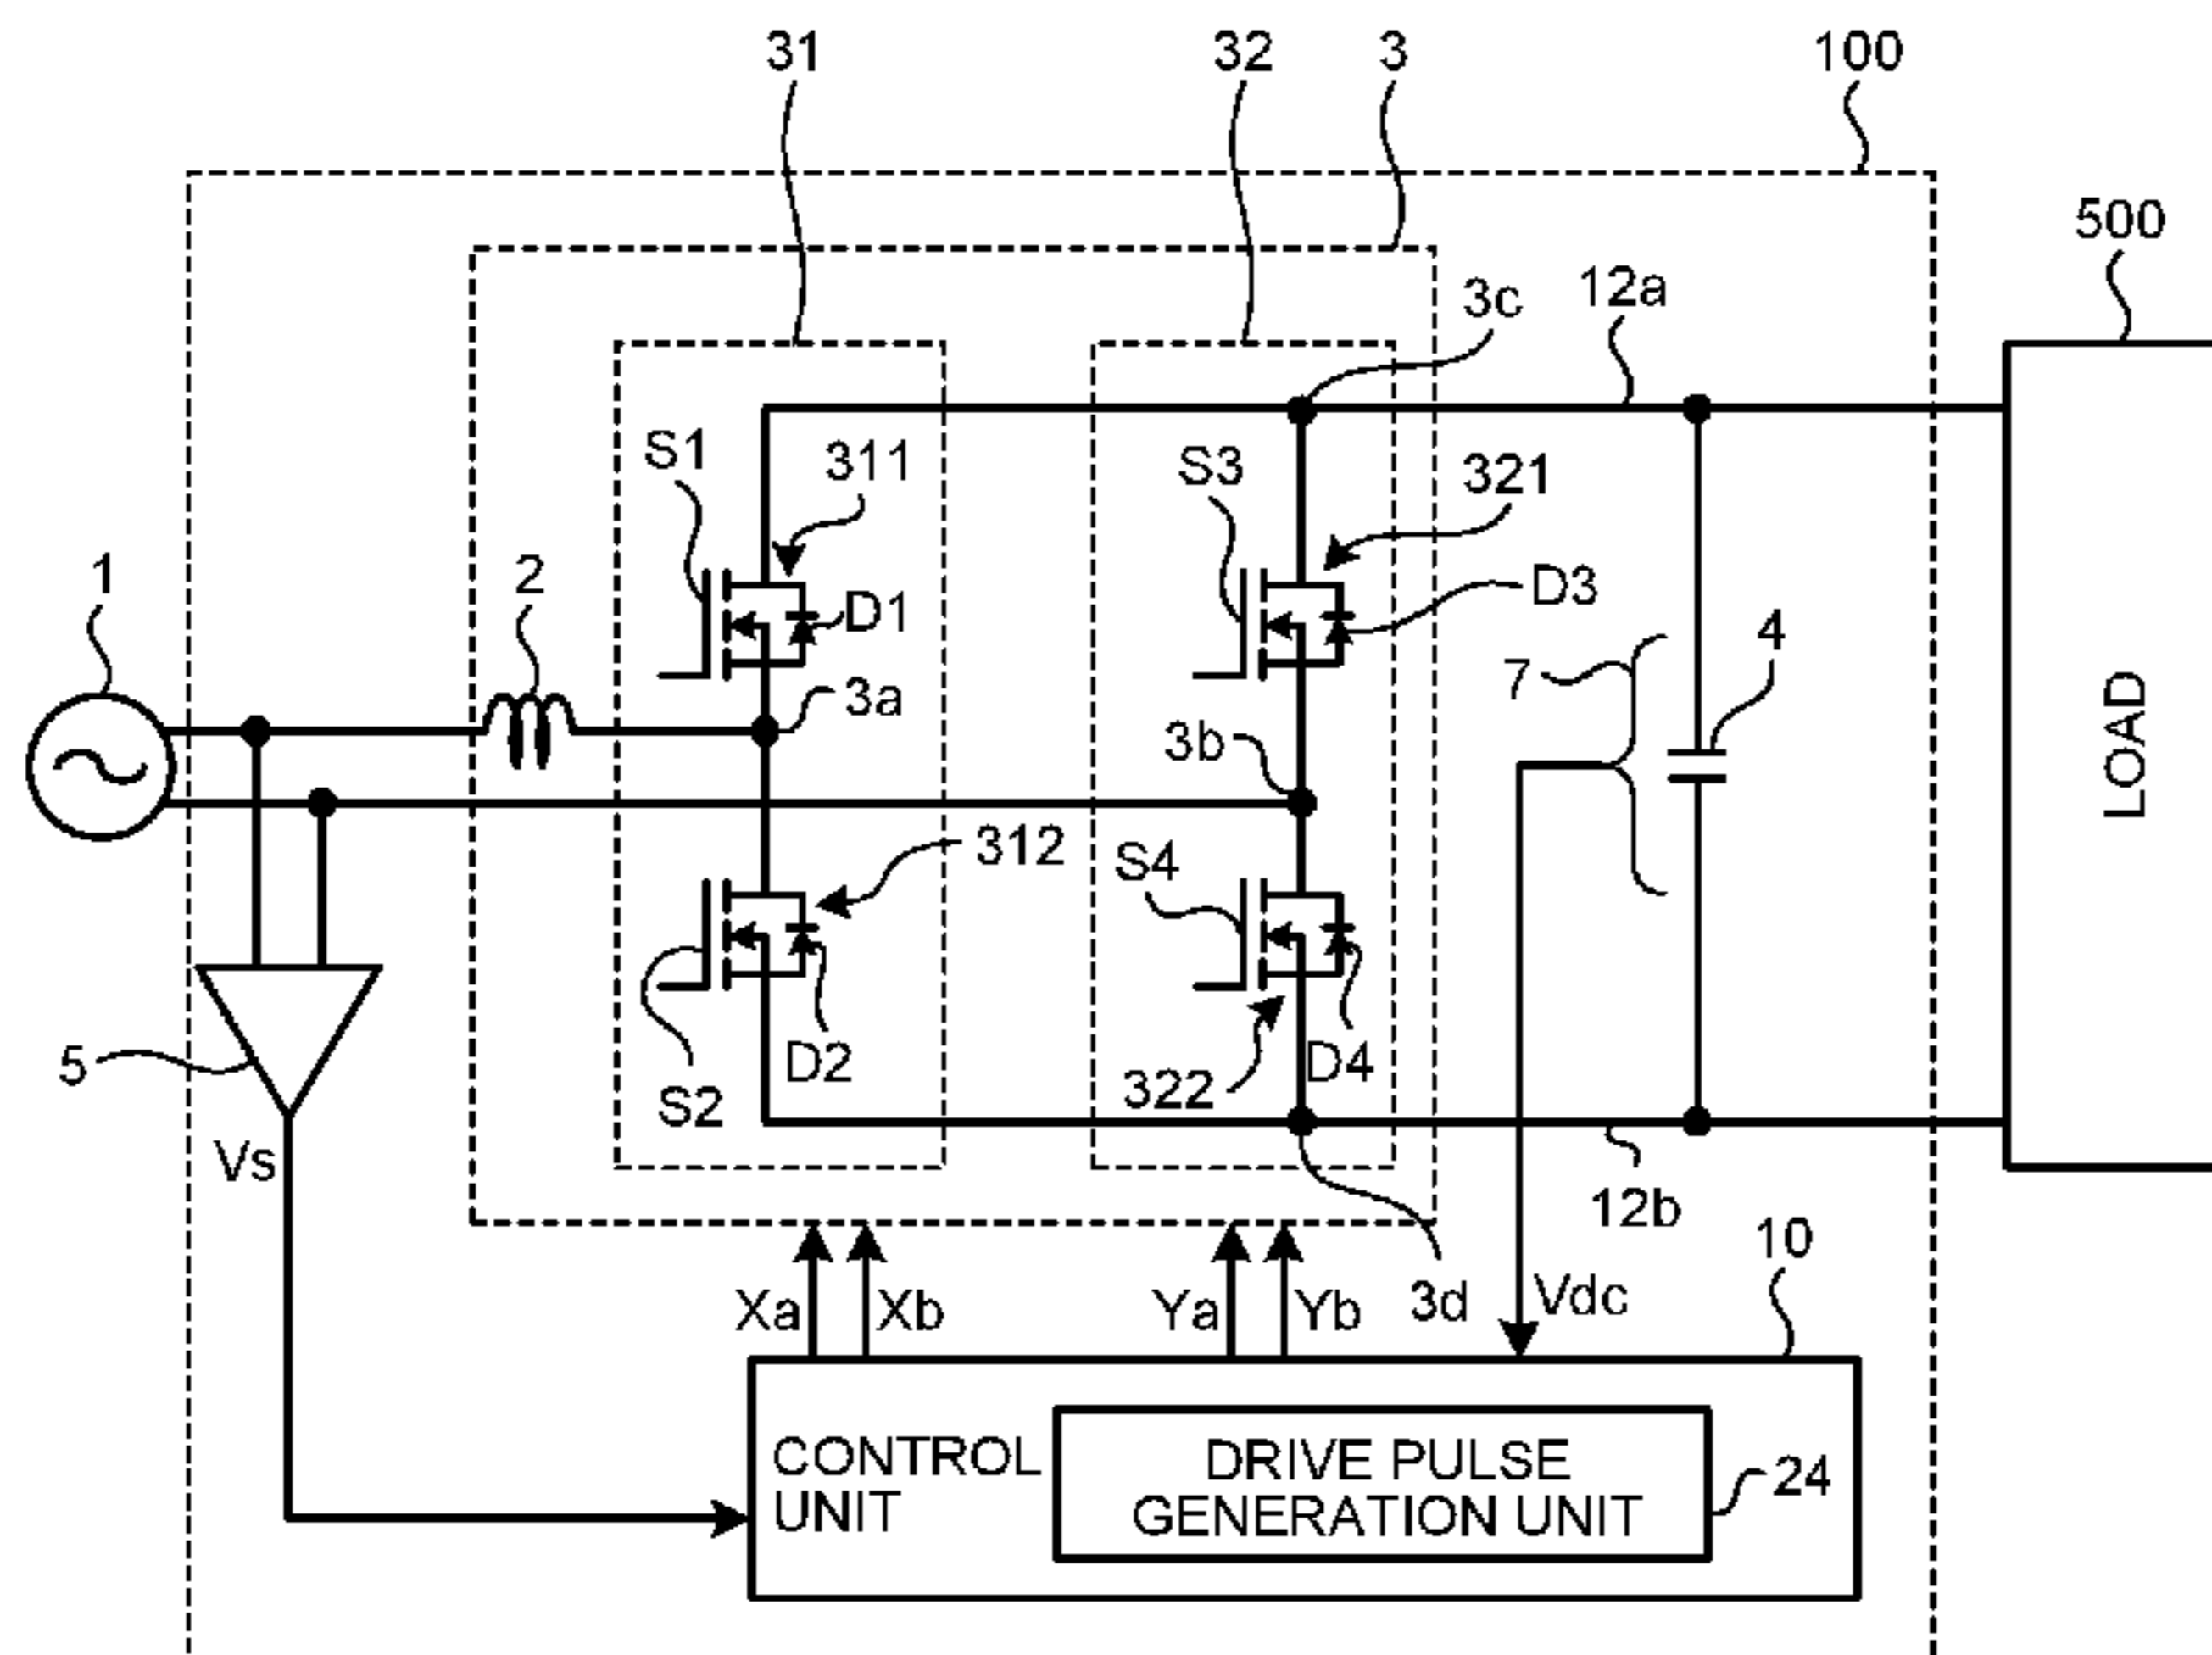 31
32
3
100
500
3c
12a
S1
311
S3
321
1
2
D1
D3
7
4
3a
3b
LOAD
312
S4
5
D2
D4
S2
322
Vs
12b
10
Xa
Xb
Ya
Yb
3d
Vdc
CONTROL
UNIT
DRIVE PULSE
GENERATION UNIT
24